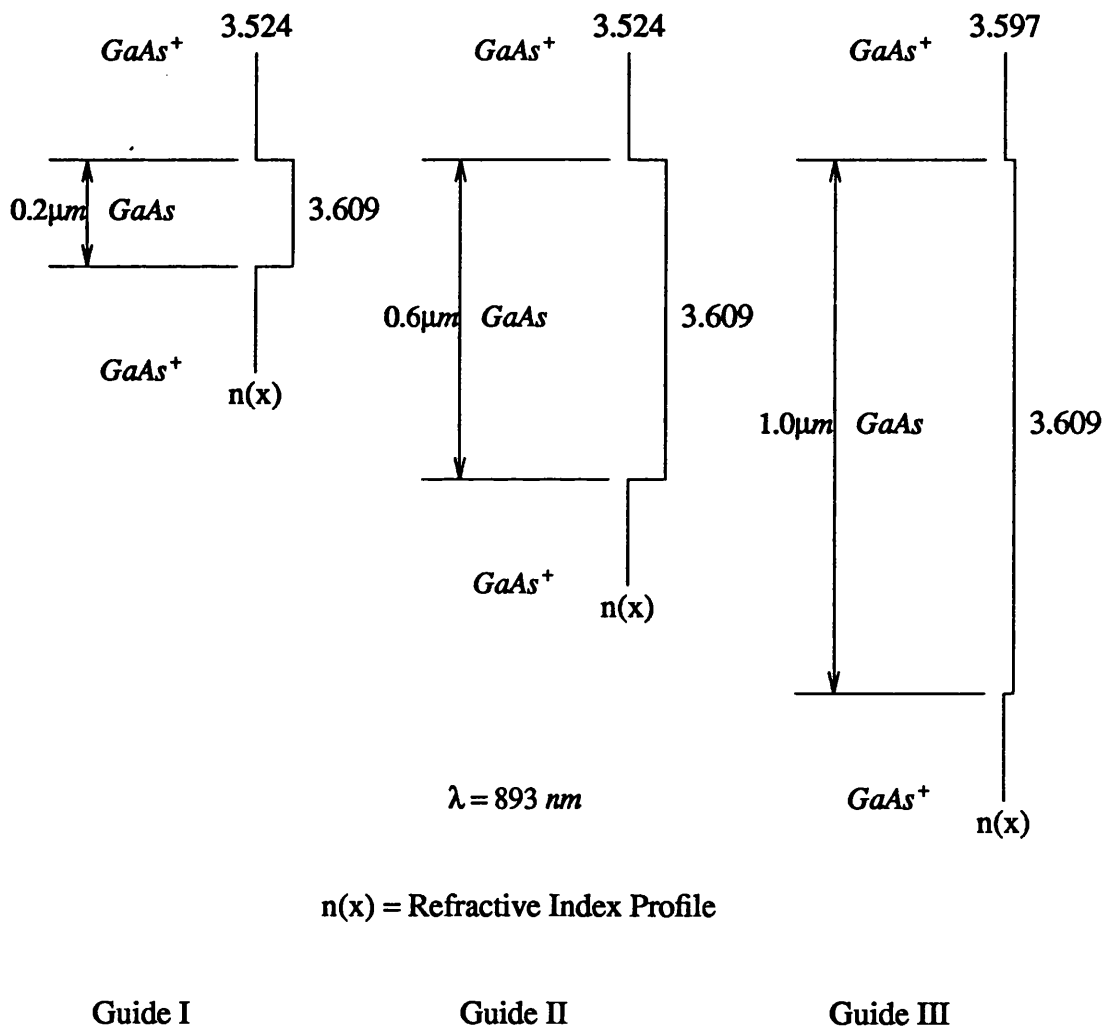 GaAs+ 3.524
0.2μm GaAs 3.609
GaAs+
n(x)
GaAs+ 3.524
0.6μm GaAs 3.609
GaAs+
n(x)
GaAs+ 3.597
1.0μm GaAs 3.609
GaAs+
n(x)
λ = 893 nm
n(x) = Refractive Index Profile
Guide I Guide II Guide III